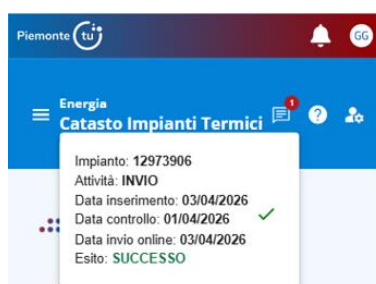 Piemonte tu
GG
Energia
Catasto Impianti Termici
1
?
Impianto: 12973906
Attività: INVIO
Data inserimento: 03/04/2026
Data controllo: 01/04/2026
Data invio online: 03/04/2026
Esito: SUCCESSO